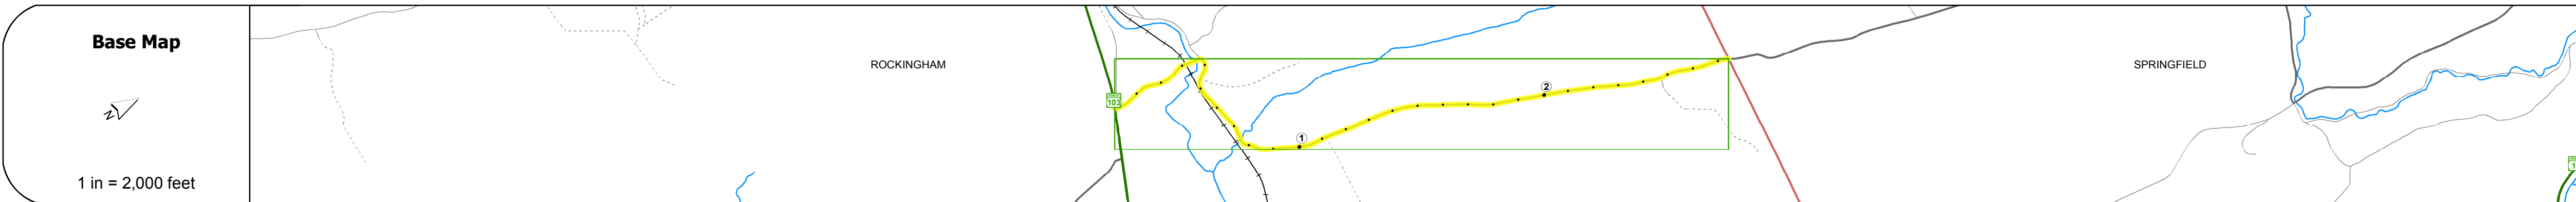 Base Map
N
1 in = 2,000 feet
ROCKINGHAM
103
1
2
SPRINGFIELD